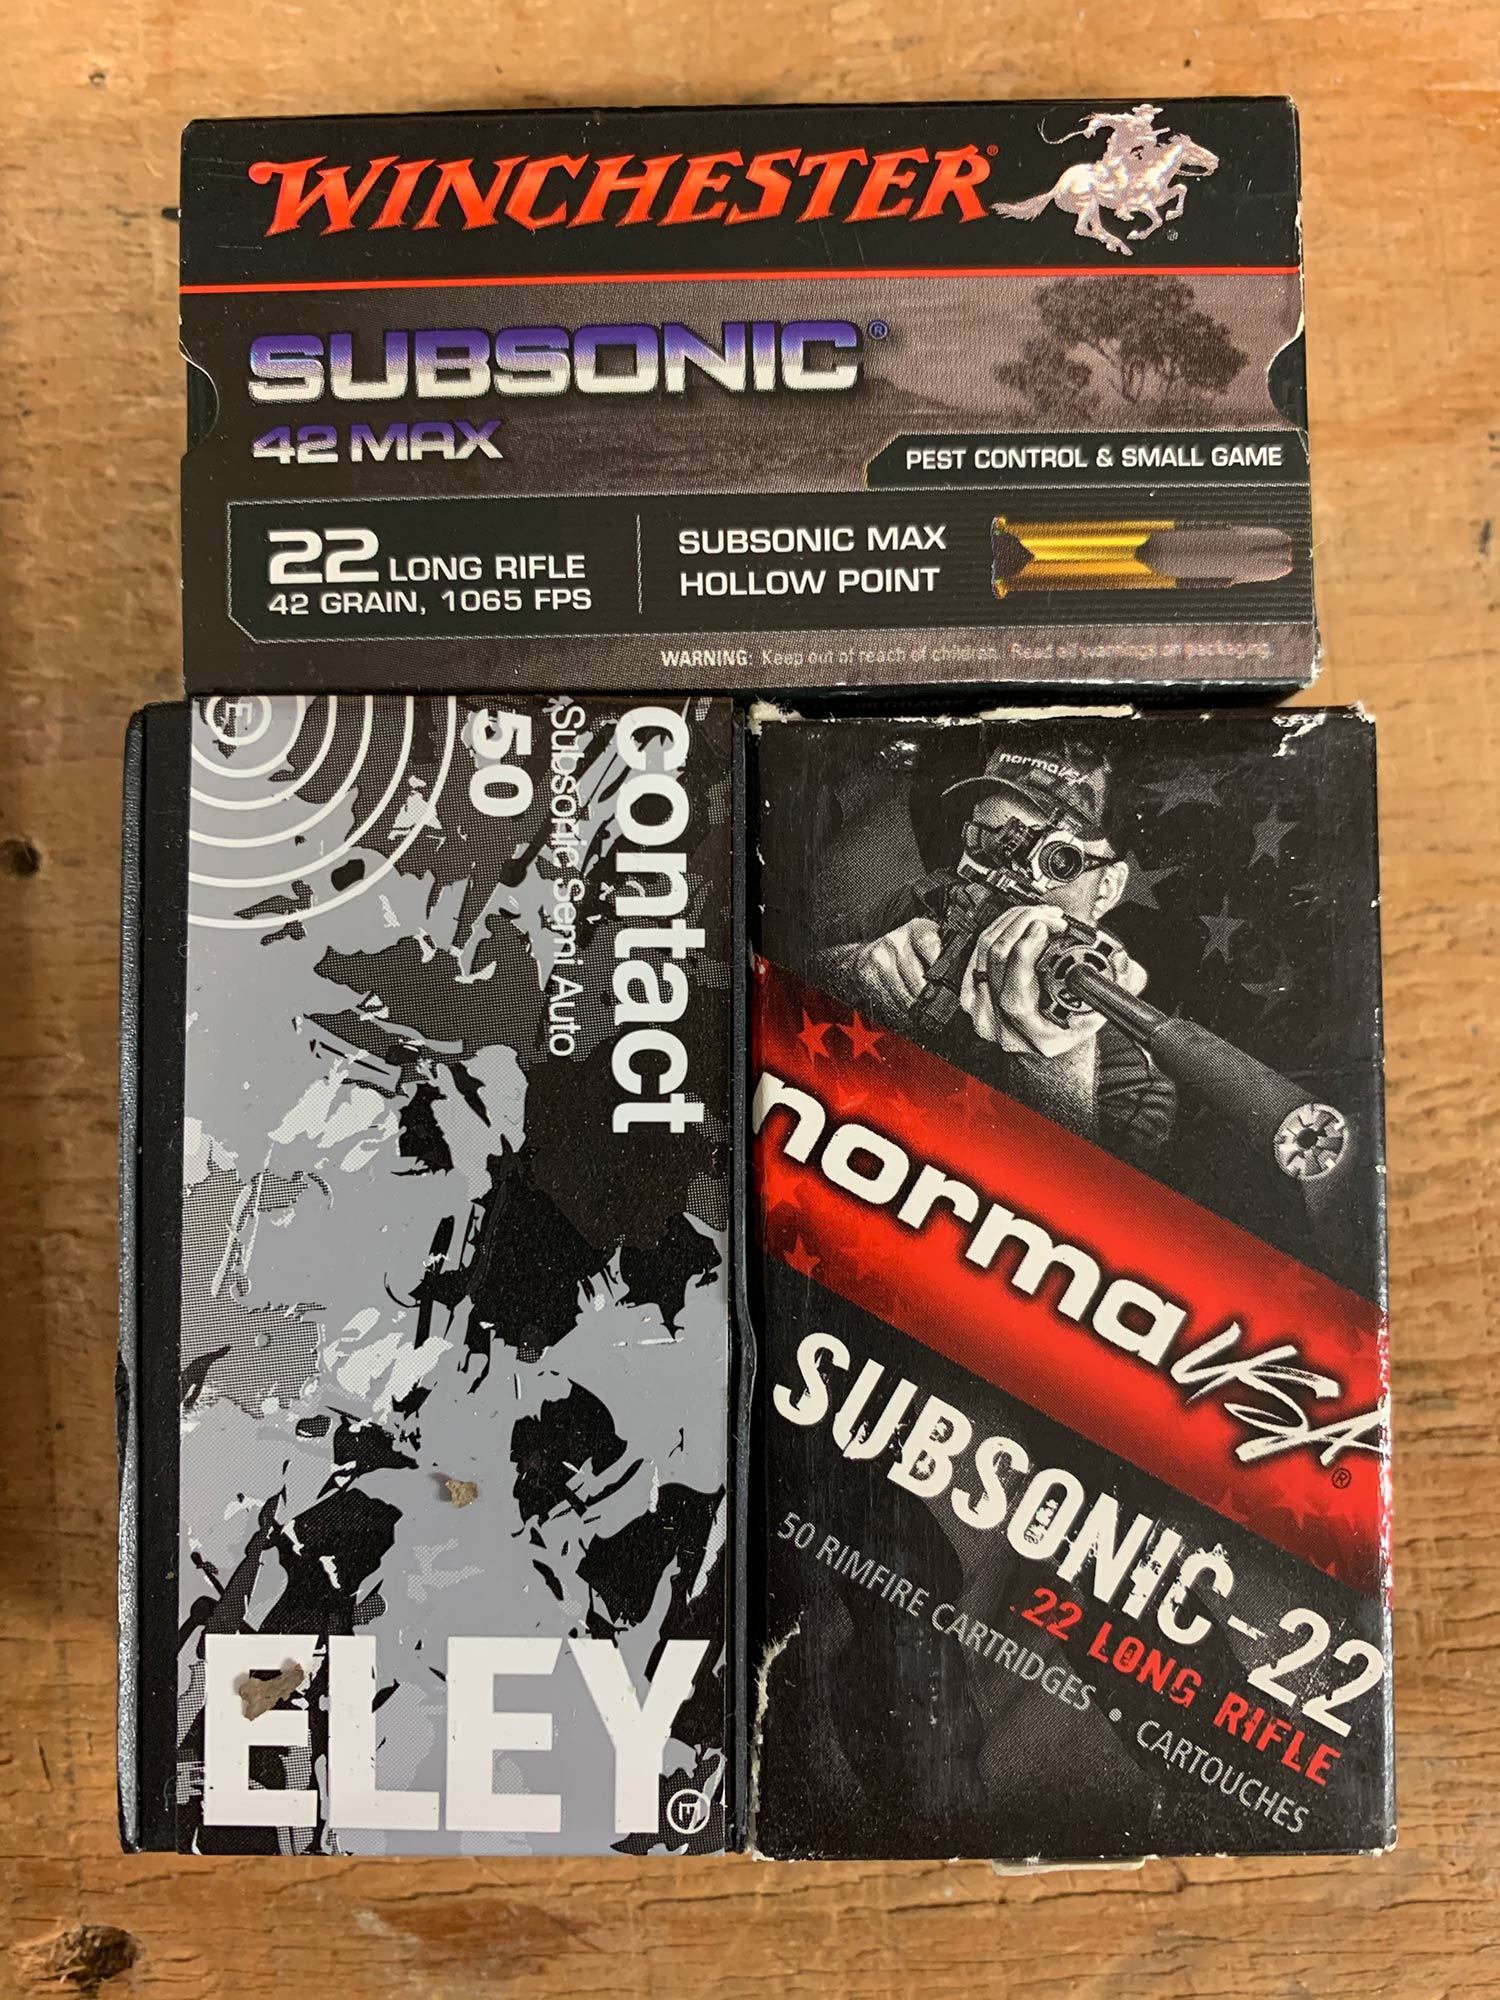 WINCHESTER®
SUBSONIC®
42 MAX
PEST CONTROL & SMALL GAME
22 LONG RIFLE
42 GRAIN, 1065 FPS
SUBSONIC MAX
HOLLOW POINT
WARNING: Keep out of reach of children. Read all warnings on packaging.
contact
Subsonic Semi Auto
50
ELEY
normaUSA
normaUSA®
SUBSONIC-22
.22 LONG RIFLE
50 RIMFIRE CARTRIDGES • CARTOUCHES